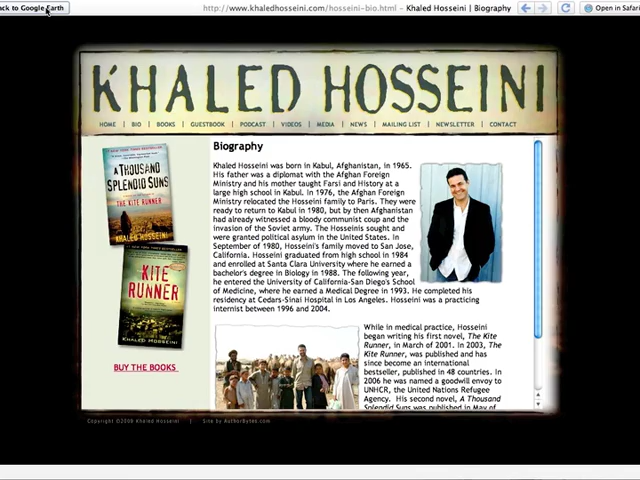 ack to Google Earth
http://www.khaledhosseini.com/hosseini-bio.html - Khaled Hosseini | Biography
Open in Safari
KHALED HOSSEINI
HOME | BIO | BOOKS | GUESTBOOK | PODCAST | VIDEOS | MEDIA | NEWS | MAILING LIST | NEWSLETTER | CONTACT
A THOUSAND
SPLENDID SUNS
THE KITE RUNNER
KHALED HOSSEINI
KITE
RUNNER
KHALED HOSSEINI
BUY THE BOOKS
Biography
Khaled Hosseini was born in Kabul, Afghanistan, in 1965.
His father was a diplomat with the Afghan Foreign
Ministry and his mother taught Farsi and History at a
large high school in Kabul. In 1976, the Afghan Foreign
Ministry relocated the Hosseini family to Paris. They were
ready to return to Kabul in 1980, but by then Afghanistan
had already witnessed a bloody communist coup and the
invasion of the Soviet army. The Hosseinis sought and
were granted political asylum in the United States. In
September of 1980, Hosseini's family moved to San Jose,
California. Hosseini graduated from high school in 1984
and enrolled at Santa Clara University where he earned a
bachelor's degree in Biology in 1988. The following year,
he entered the University of California-San Diego's School
of Medicine, where he earned a Medical Degree in 1993. He completed his
residency at Cedars-Sinai Hospital in Los Angeles. Hosseini was a practicing
internist between 1996 and 2004.
While in medical practice, Hosseini
began writing his first novel, The Kite
Runner, in March of 2001. In 2003, The
Kite Runner, was published and has
since become an international
bestseller, published in 48 countries. In
2006 he was named a goodwill envoy to
UNHCR, the United Nations Refugee
Agency. His second novel, A Thousand
Splendid Suns was published in May of
Copyright ©2008 Khaled Hosseini | Site by AuthorBytes.com